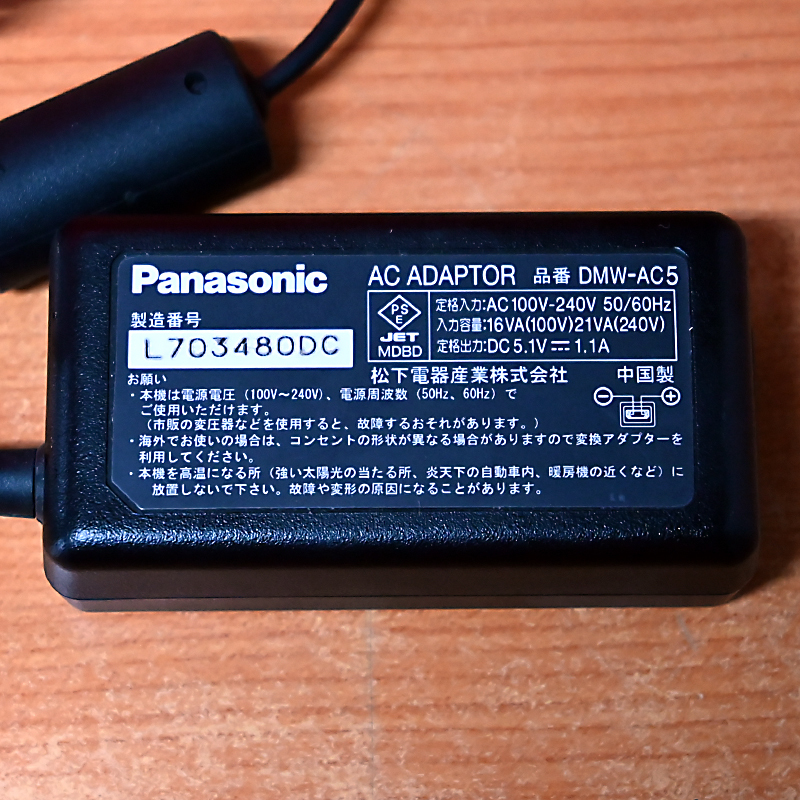 Panasonic AC ADAPTOR 品番 DMW-AC5
製造番号
L703480DC
PS
E
JET
MDBD
定格入力:AC100V-240V 50/60Hz
入力容量:16VA(100V)21VA(240V)
定格出力:DC 5.1V⎓1.1A
松下電器産業株式会社 中国製
お願い
・本機は電源電圧(100V~240V)、電源周波数(50Hz、60Hz)で
ご使用いただけます。
(市販の変圧器などを使用すると、故障するおそれがあります。)
・海外でお使いの場合は、コンセントの形状が異なる場合がありますので変換アダプターを
利用してください。
・本機を高温になる所(強い太陽光の当たる所、炎天下の自動車内、暖房機の近くなど)に
放置しないで下さい。故障や変形の原因になることがあります。